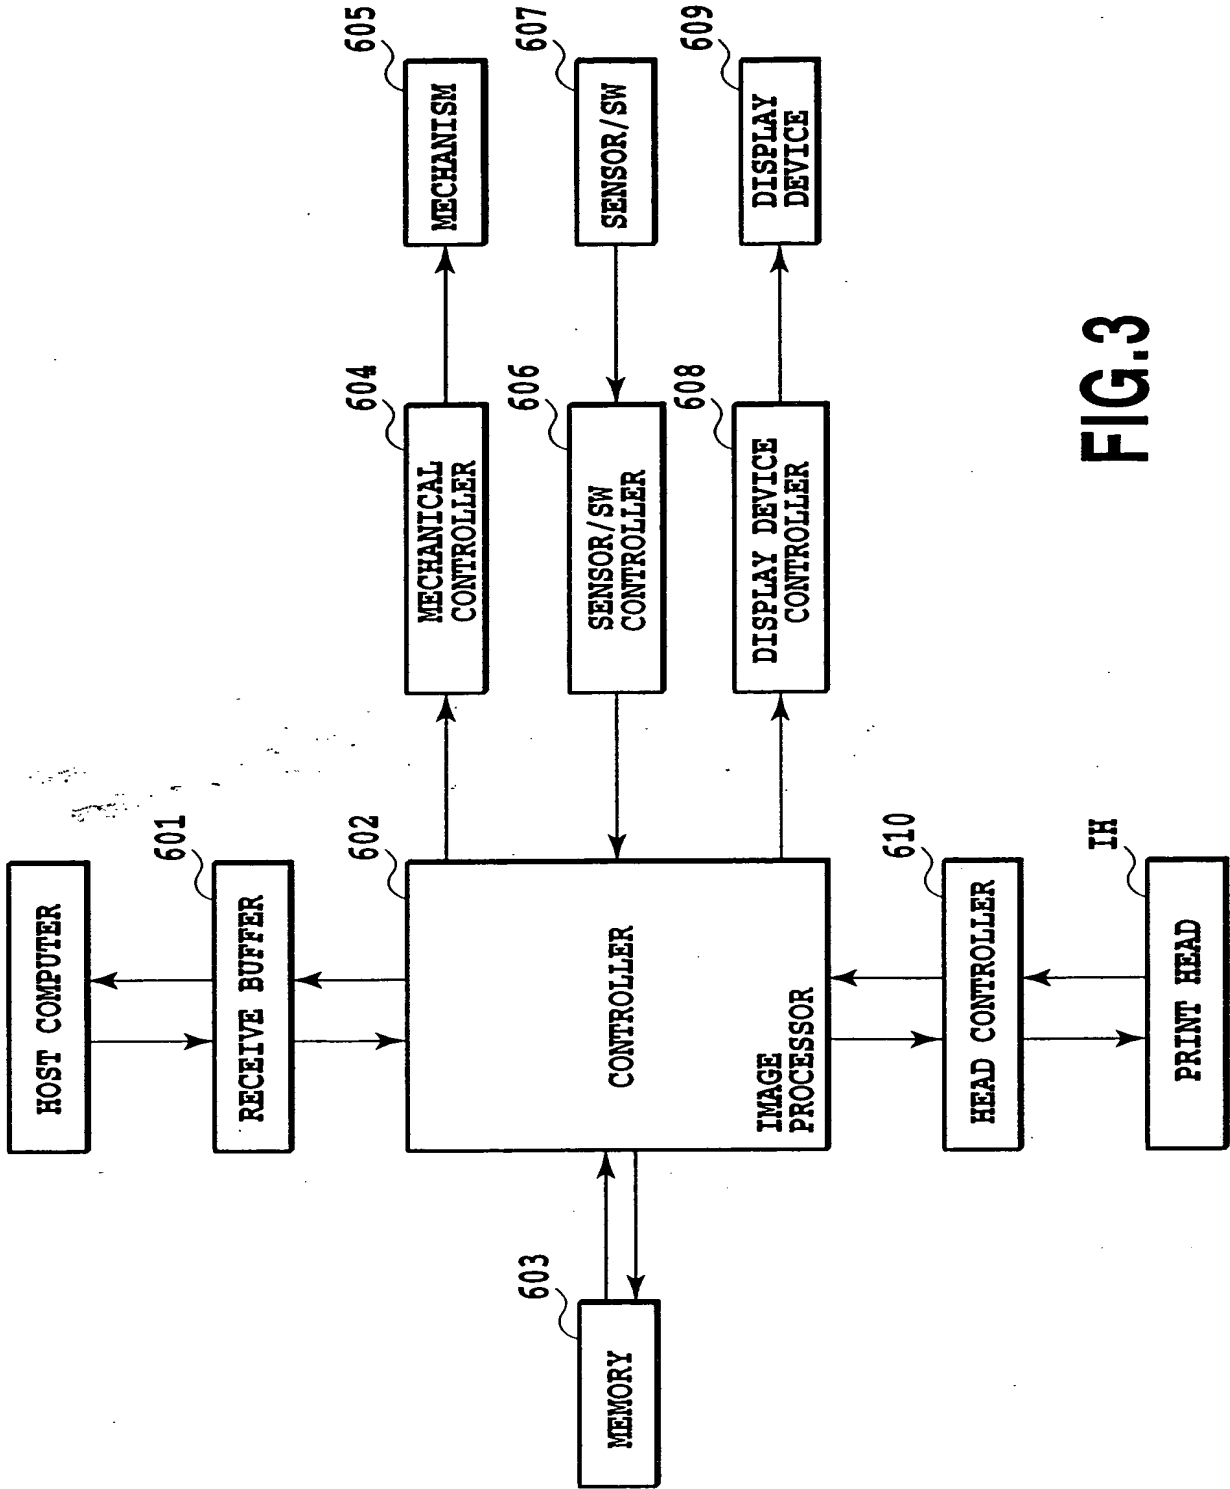 HOST COMPUTER
601
RECEIVE BUFFER
602
CONTROLLER
IMAGE
PROCESSOR
603
MEMORY
604
MECHANICAL
CONTROLLER
605
MECHANISM
606
SENSOR/SW
CONTROLLER
607
SENSOR/SW
608
DISPLAY DEVICE
CONTROLLER
609
DISPLAY
DEVICE
610
HEAD CONTROLLER
IH
PRINT HEAD
FIG.3